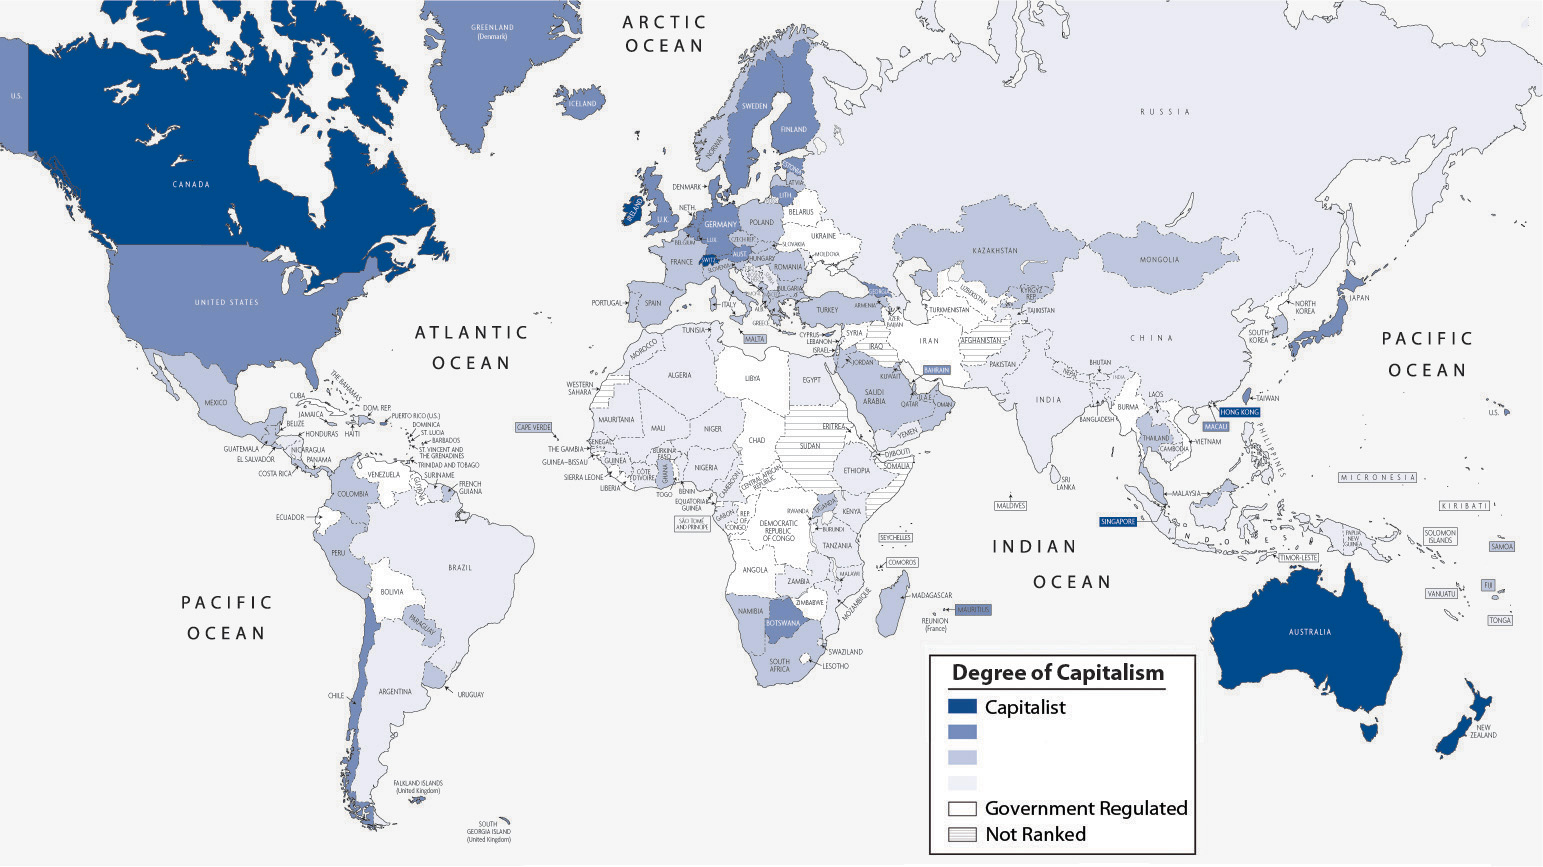 ARCTIC
OCEAN
GREENLAND
(Denmark)
ICELAND
U.S.
CANADA
UNITED STATES
ATLANTIC
OCEAN
PACIFIC
OCEAN
RUSSIA
SWEDEN
FINLAND
NORWAY
ESTONIA
LATVIA
LITH.
DENMARK
IRELAND
U.K.
NETH.
BELGIUM
LUX.
GERMANY
POLAND
BELARUS
UKRAINE
CZECH REP.
SLOVAKIA
MOLDOVA
AUST.
SWITZ.
HUNGARY
SLOVENIA
ROMANIA
BULGARIA
FRANCE
PORTUGAL
SPAIN
ITALY
ALB.
GREECE
MALTA
TURKEY
CYPRUS
LEBANON
ISRAEL
SYRIA
ARMENIA
AZER-
BAIJAN
IRAQ
IRAN
JORDAN
KUWAIT
BAHRAIN
SAUDI
ARABIA
QATAR
U.A.E.
OMAN
YEMEN
KAZAKHSTAN
UZBEKISTAN
TURKMENISTAN
KYRGYZ
REP.
TAJIKISTAN
AFGHANISTAN
PAKISTAN
MONGOLIA
CHINA
NORTH
KOREA
SOUTH
KOREA
JAPAN
TAIWAN
HONG KONG
MACAU
NEPAL
BHUTAN
INDIA
INDIA
BANGLADESH
BURMA
LAOS
THAILAND
CAMBODIA
VIETNAM
PHILIPPINES
SRI
LANKA
MALDIVES
MALAYSIA
SINGAPORE
INDONESIA
TIMOR-LESTE
PAPUA
NEW
GUINEA
MICRONESIA
KIRIBATI
SOLOMON
ISLANDS
SAMOA
FIJI
VANUATU
TONGA
U.S.
PACIFIC
OCEAN
INDIAN
OCEAN
AUSTRALIA
NEW
ZEALAND
MEXICO
CUBA
THE BAHAMAS
JAMAICA
BELIZE
HAITI
DOM. REP.
PUERTO RICO (U.S.)
DOMINICA
ST. LUCIA
BARBADOS
ST. VINCENT AND
THE GRENADINES
TRINIDAD AND TOBAGO
HONDURAS
GUATEMALA
EL SALVADOR
NICARAGUA
COSTA RICA
PANAMA
VENEZUELA
GUYANA
SURINAME
FRENCH
GUIANA
COLOMBIA
ECUADOR
PERU
BRAZIL
BOLIVIA
PARAGUAY
CHILE
ARGENTINA
URUGUAY
FALKLAND ISLANDS
(United Kingdom)
SOUTH
GEORGIA ISLAND
(United Kingdom)
MOROCCO
TUNISIA
WESTERN
SAHARA
ALGERIA
LIBYA
EGYPT
CAPE VERDE
MAURITANIA
MALI
NIGER
CHAD
SUDAN
ERITREA
DJIBOUTI
SOMALIA
ETHIOPIA
SENEGAL
THE GAMBIA
GUINEA-BISSAU
GUINEA
SIERRA LEONE
LIBERIA
CÔTE
D'IVOIRE
BURKINA
FASO
GHANA
TOGO
BENIN
NIGERIA
CAMEROON
CENTRAL AFRICAN
REPUBLIC
EQUATORIAL
GUINEA
SÃO TOMÉ
AND PRÍNCIPE
GABON
REP.
OF
CONGO
DEMOCRATIC
REPUBLIC
OF CONGO
RWANDA
BURUNDI
UGANDA
KENYA
TANZANIA
SEYCHELLES
COMOROS
ANGOLA
ZAMBIA
MALAWI
MOZAMBIQUE
ZIMBABWE
NAMIBIA
BOTSWANA
SOUTH
AFRICA
SWAZILAND
LESOTHO
MADAGASCAR
REUNION
(France)
MAURITIUS
Degree of Capitalism
Capitalist
Government Regulated
Not Ranked